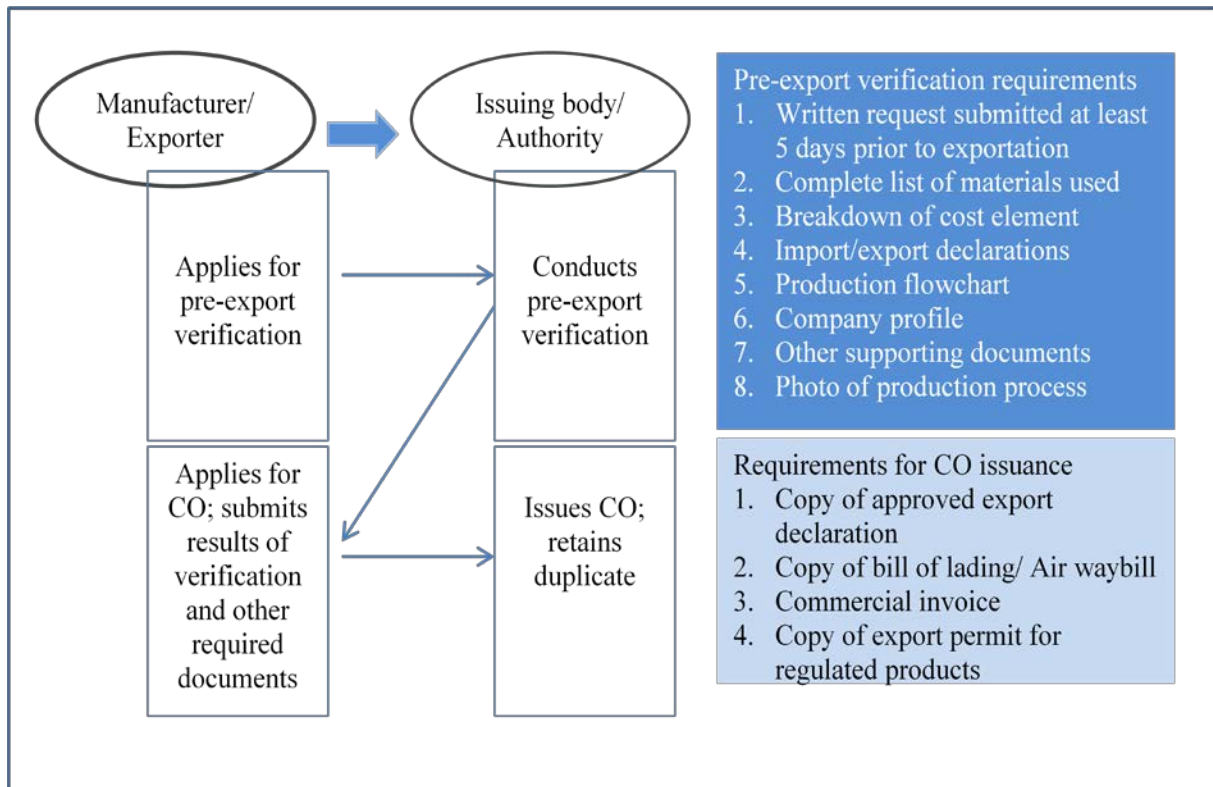 Manufacturer/
Exporter
Issuing body/
Authority
Applies for
pre-export
verification
Conducts
pre-export
verification
Applies for
CO; submits
results of
verification
and other
required
documents
Issues CO;
retains
duplicate
Pre-export verification requirements
1. Written request submitted at least
5 days prior to exportation
2. Complete list of materials used
3. Breakdown of cost element
4. Import/export declarations
5. Production flowchart
6. Company profile
7. Other supporting documents
8. Photo of production process
Requirements for CO issuance
1. Copy of approved export
declaration
2. Copy of bill of lading/ Air waybill
3. Commercial invoice
4. Copy of export permit for
regulated products